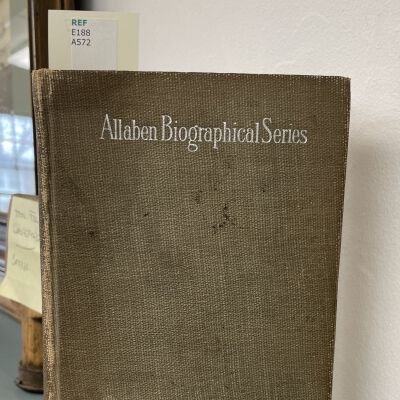 REF
E188
A572
Allaben Biographical Series